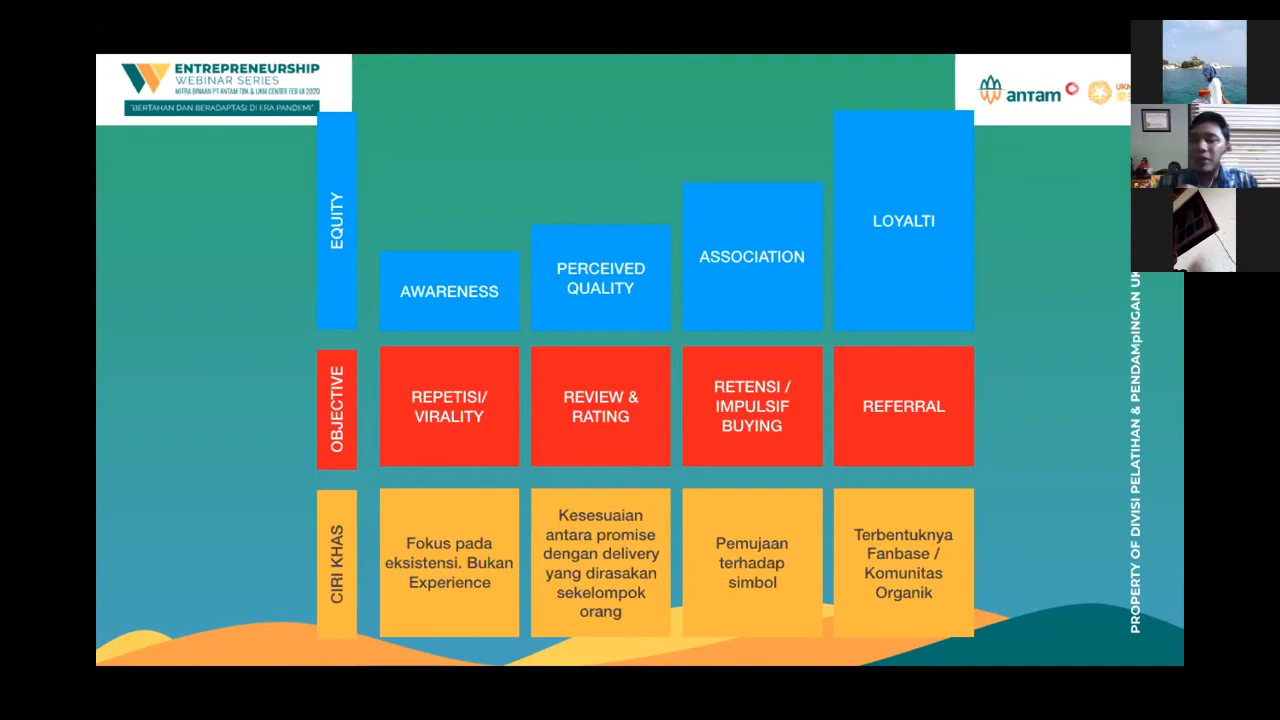 ENTREPRENEURSHIP
WEBINAR SERIES
MITRA BINAAN PT ANTAM TBK & UKM CENTER FEB UI 2020
"BERTAHAN DAN BERADAPTASI DI ERA PANDEMI"
antam
UKM
EQUITY
AWARENESS
PERCEIVED
QUALITY
ASSOCIATION
LOYALTI
OBJECTIVE
REPETISI/
VIRALITY
REVIEW &
RATING
RETENSI /
IMPULSIF
BUYING
REFERRAL
CIRI KHAS
Fokus pada
eksistensi. Bukan
Experience
Kesesuaian
antara promise
dengan delivery
yang dirasakan
sekelompok
orang
Pemujaan
terhadap
simbol
Terbentuknya
Fanbase /
Komunitas
Organik
PROPERTY OF DIVISI PELATIHAN & PENDAMpINGAN